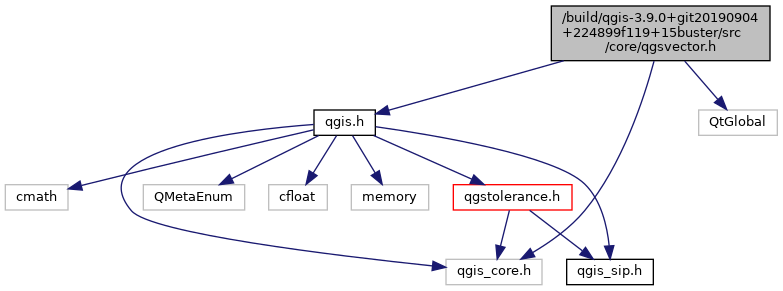 /build/qgis-3.9.0+git20190904
+224899f119+15buster/src
/core/qgsvector.h
qgis.h
QtGlobal
cmath
QMetaEnum
cfloat
memory
qgstolerance.h
qgis_core.h
qgis_sip.h